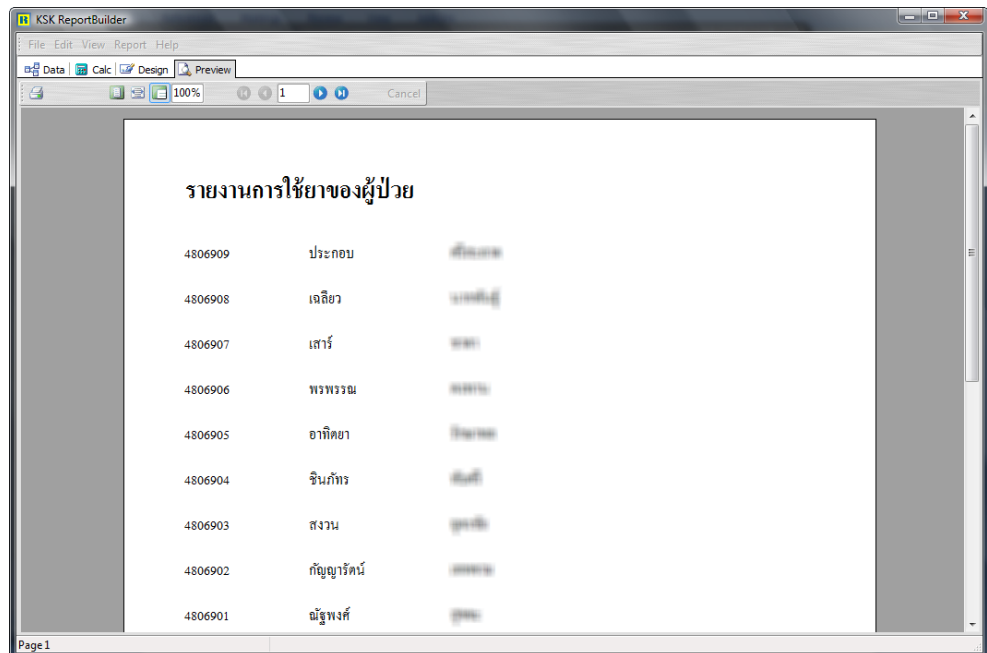 KSK ReportBuilder
File Edit View Report Help
Data Calc Design Preview
100% 1 Cancel
รายงานการใช้ยาของผู้ป่วย
4806909 ประกอบ
4806908 เฉลียว
4806907 เสาร์
4806906 พรพรรณ
4806905 อาทิตยา
4806904 ชินภัทร
4806903 สงวน
4806902 กัญญารัตน์
4806901 ณัฐพงศ์
Page 1